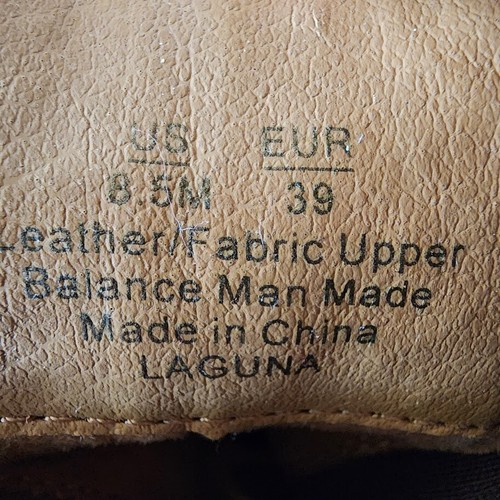 US EUR
8.5M 39
Leather/Fabric Upper
Balance Man Made
Made in China
LAGUNA